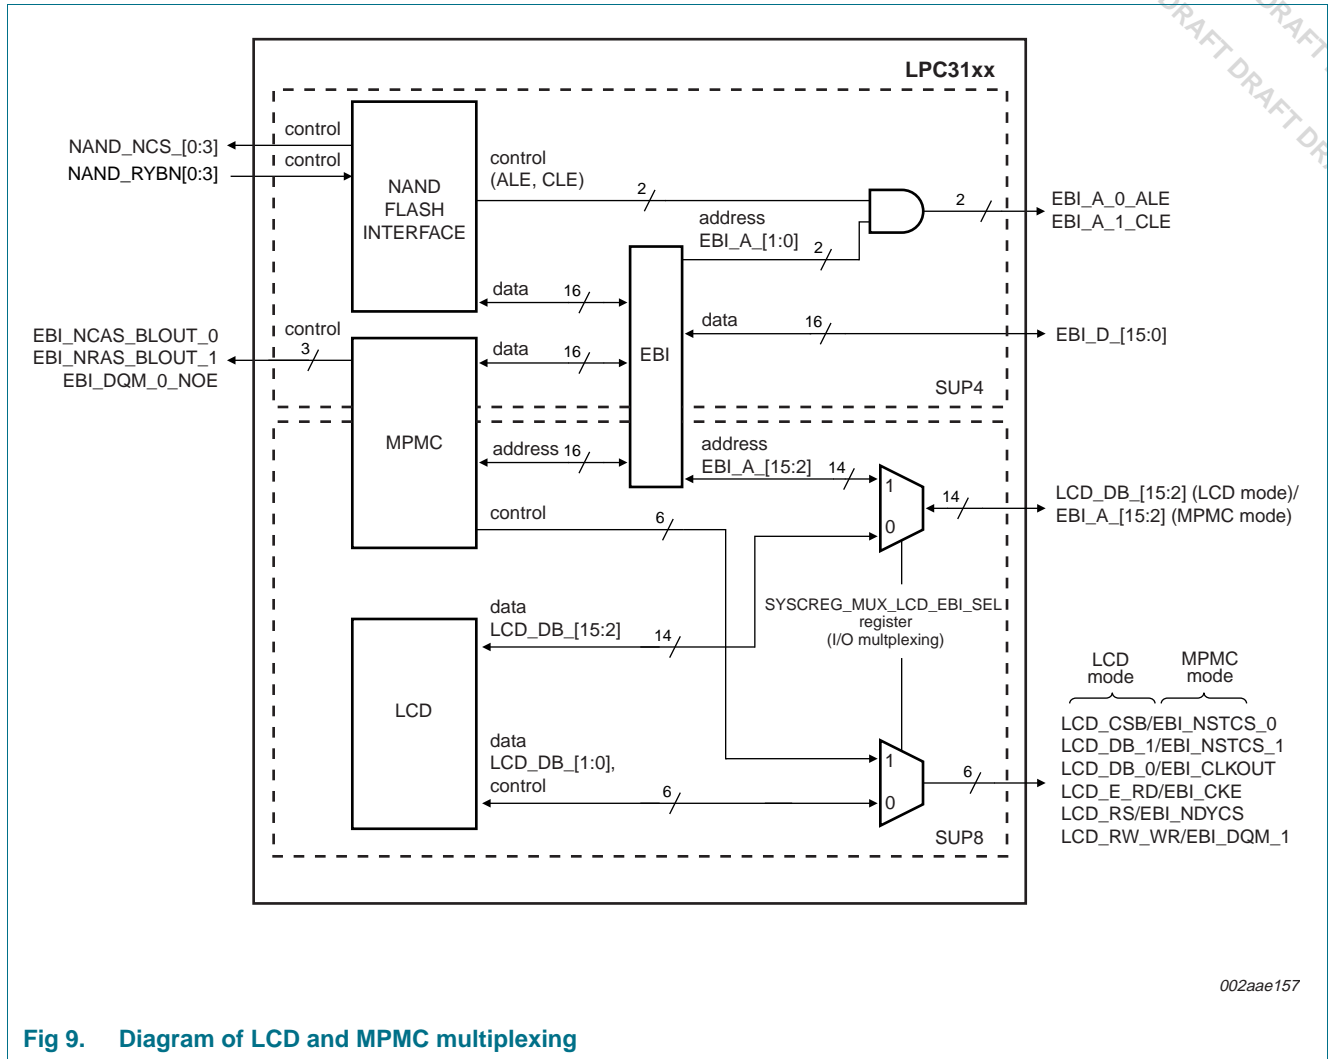 DRAFT DRAFT DR
DRAFT
LPC31xx
NAND_NCS_[0:3]
control
NAND_RYBN[0:3]
control
NAND
FLASH
INTERFACE
control
(ALE, CLE)
2
address
EBI_A_[1:0]
2
2
EBI_A_0_ALE
EBI_A_1_CLE
data
16
EBI_NCAS_BLOUT_0
EBI_NRAS_BLOUT_1
EBI_DQM_0_NOE
control
3
data
16
EBI
data
16
EBI_D_[15:0]
SUP4
MPMC
address 16
address
EBI_A_[15:2]
14
1
0
14
LCD_DB_[15:2] (LCD mode)/
EBI_A_[15:2] (MPMC mode)
control
6
SYSCREG_MUX_LCD_EBI_SEL
register
(I/O multplexing)
data
LCD_DB_[15:2]
14
LCD
data
LCD_DB_[1:0],
control
6
1
0
6
SUP8
LCD
mode
MPMC
mode
LCD_CSB/EBI_NSTCS_0
LCD_DB_1/EBI_NSTCS_1
LCD_DB_0/EBI_CLKOUT
LCD_E_RD/EBI_CKE
LCD_RS/EBI_NDYCS
LCD_RW_WR/EBI_DQM_1
002aae157
Fig 9. Diagram of LCD and MPMC multiplexing